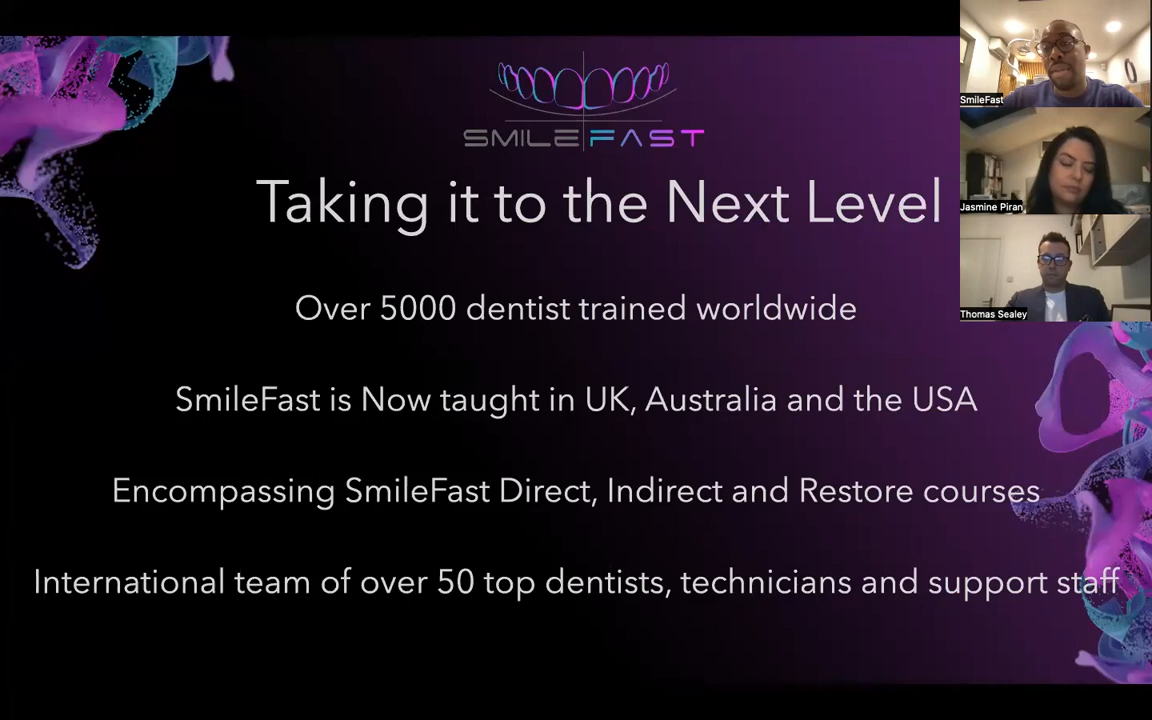 SMILEFAST
Taking it to the Next Level
Over 5000 dentist trained worldwide
SmileFast is Now taught in UK, Australia and the USA
Encompassing SmileFast Direct, Indirect and Restore courses
International team of over 50 top dentists, technicians and support staff
SmileFast
Jasmine Piran
Thomas Sealey